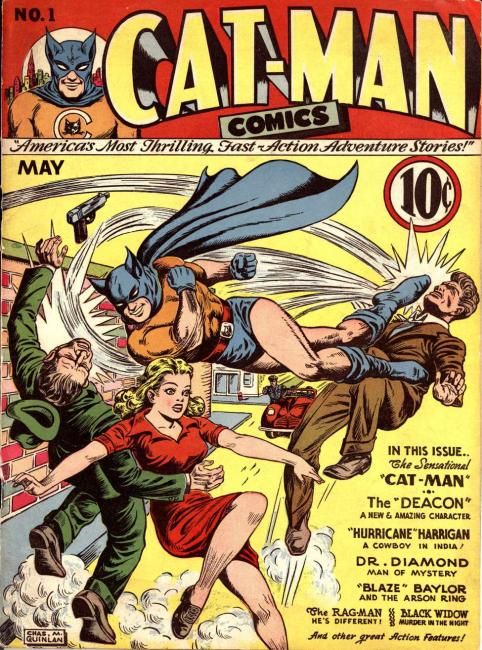 NO.1
CAT-MAN
COMICS
"America's Most Thrilling, Fast-Action Adventure Stories!"
MAY
10¢
C
IN THIS ISSUE..
The Sensational
"CAT-MAN"
The "DEACON"
A NEW & AMAZING CHARACTER
"HURRICANE" HARRIGAN
A COWBOY IN INDIA!
DR. DIAMOND
MAN OF MYSTERY
"BLAZE" BAYLOR
AND THE ARSON RING
The RAG-MAN
HE'S DIFFERENT!
BLACK WIDOW
MURDER IN THE NIGHT
And other great Action Features!
CHAS. M.
QUINLAN